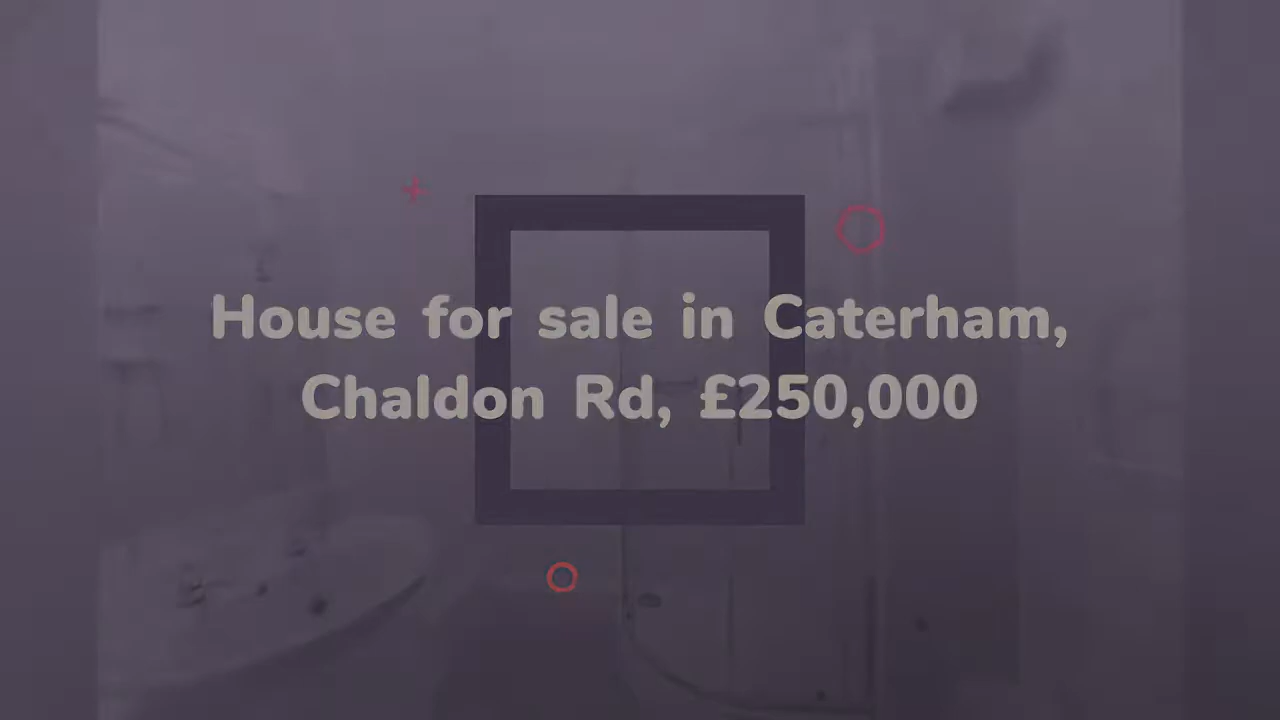 House for sale in Caterham,
Chaldon Rd, £250,000